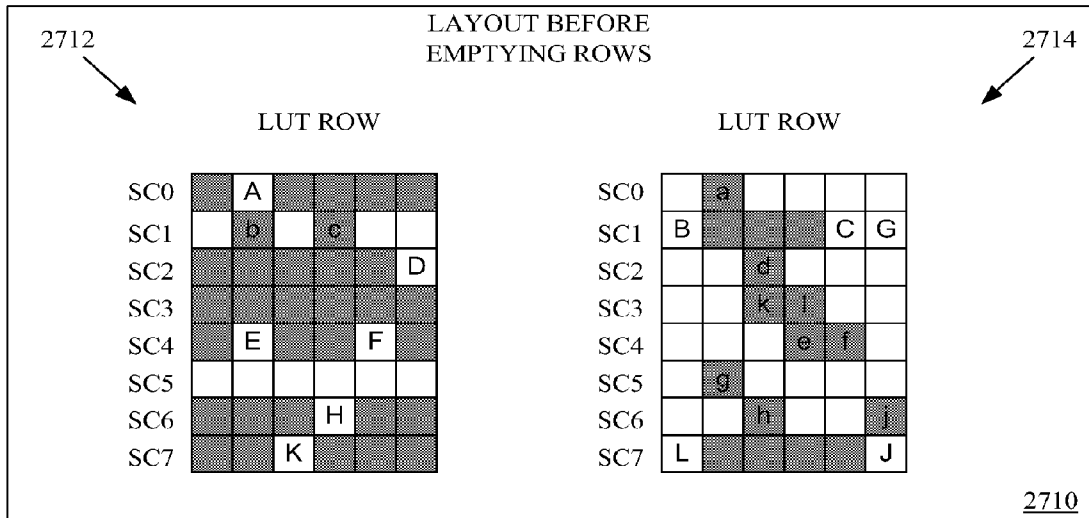 LAYOUT BEFORE
EMPTYING ROWS
2712
2714
LUT ROW
LUT ROW
SC0 A
SC1 b c
SC2 D
SC3
SC4 E F
SC5
SC6 H
SC7 K
SC0 a
SC1 B C G
SC2 d
SC3 k l
SC4 e f
SC5 g
SC6 h j
SC7 L J
2710